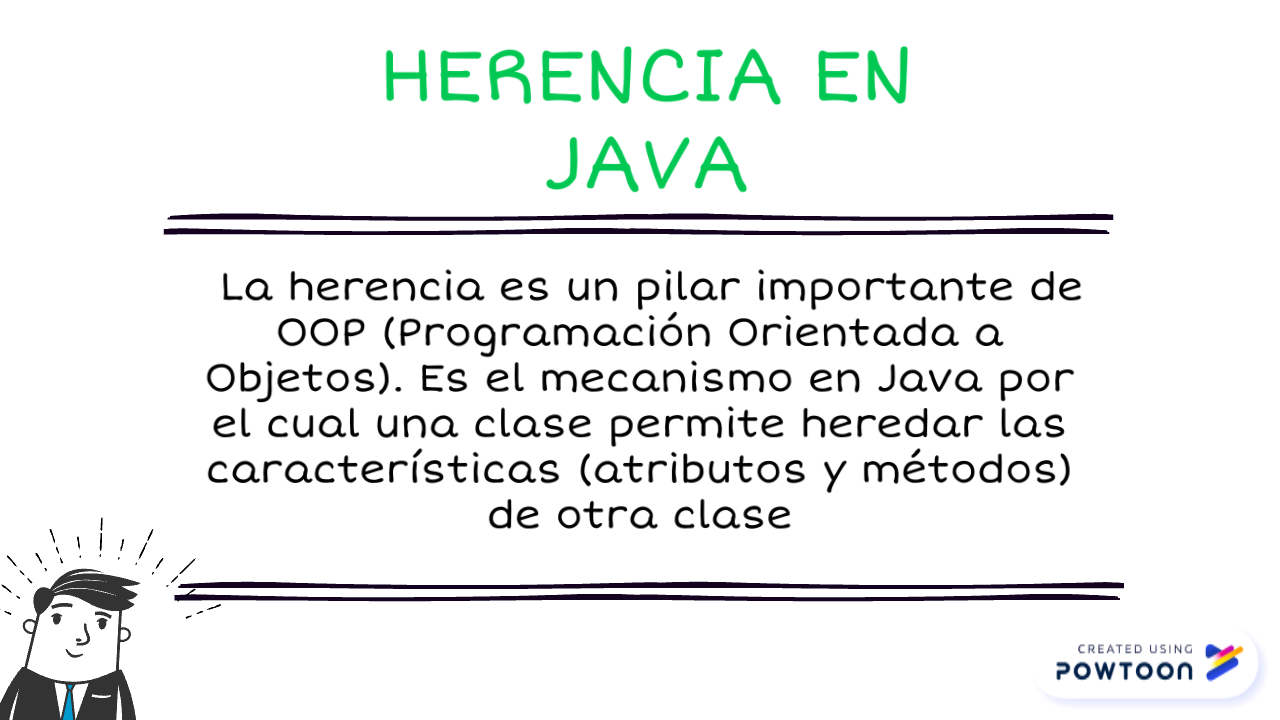 HERENCIA EN
JAVA
La herencia es un pilar importante de
OOP (Programación Orientada a
Objetos). Es el mecanismo en Java por
el cual una clase permite heredar las
características (atributos y métodos)
de otra clase
CREATED USING
POWTOON